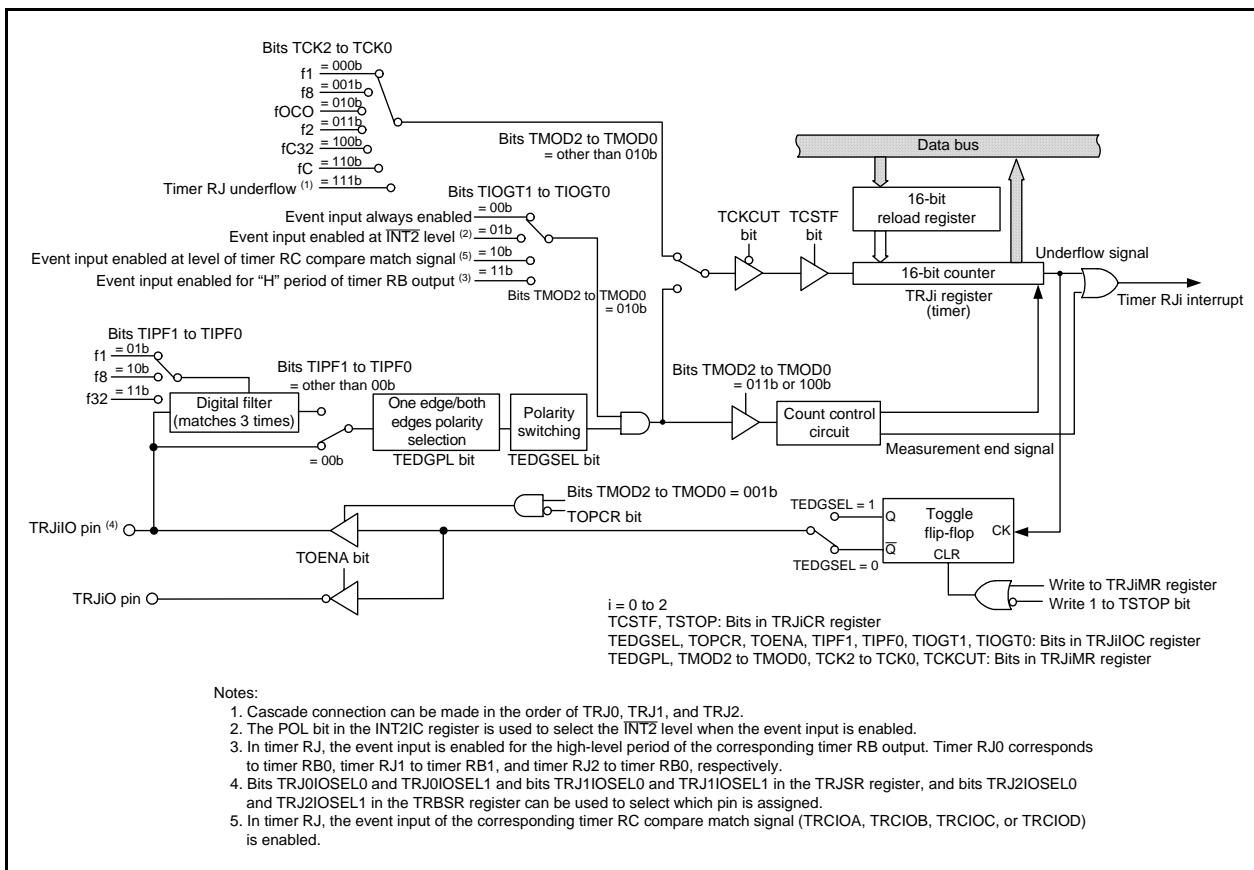 Bits TCK2 to TCK0
f1 = 000b
f8 = 001b
fOCO = 010b
f2 = 011b
fC32 = 100b
fC = 110b
Timer RJ underflow (1) = 111b
Bits TMOD2 to TMOD0
= other than 010b
Data bus
16-bit
reload register
TCKCUT
bit
TCSTF
bit
16-bit counter
TRJi register
(timer)
Underflow signal
Timer RJi interrupt
Bits TIOGT1 to TIOGT0
Event input always enabled = 00b
Event input enabled at INT2 level (2) = 01b
Event input enabled at level of timer RC compare match signal (5) = 10b
Event input enabled for “H” period of timer RB output (3) = 11b
Bits TMOD2 to TMOD0
= 010b
Bits TIPF1 to TIPF0
f1 = 01b
f8 = 10b
f32 = 11b
Digital filter
(matches 3 times)
Bits TIPF1 to TIPF0
= other than 00b
= 00b
One edge/both
edges polarity
selection
TEDGPL bit
Polarity
switching
TEDGSEL bit
Bits TMOD2 to TMOD0
= 011b or 100b
Count control
circuit
Measurement end signal
Bits TMOD2 to TMOD0 = 001b
TOPCR bit
TRJiIO pin (4)
TOENA bit
TRJiO pin
TEDGSEL = 1
TEDGSEL = 0
Q
Q
Toggle
flip-flop
CK
CLR
Write to TRJiMR register
Write 1 to TSTOP bit
i = 0 to 2
TCSTF, TSTOP: Bits in TRJiCR register
TEDGSEL, TOPCR, TOENA, TIPF1, TIPF0, TIOGT1, TIOGT0: Bits in TRJiIOC register
TEDGPL, TMOD2 to TMOD0, TCK2 to TCK0, TCKCUT: Bits in TRJiMR register
Notes:
1. Cascade connection can be made in the order of TRJ0, TRJ1, and TRJ2.
2. The POL bit in the INT2IC register is used to select the INT2 level when the event input is enabled.
3. In timer RJ, the event input is enabled for the high-level period of the corresponding timer RB output. Timer RJ0 corresponds
to timer RB0, timer RJ1 to timer RB1, and timer RJ2 to timer RB0, respectively.
4. Bits TRJ0IOSEL0 and TRJ0IOSEL1 and bits TRJ1IOSEL0 and TRJ1IOSEL1 in the TRJSR register, and bits TRJ2IOSEL0
and TRJ2IOSEL1 in the TRBSR register can be used to select which pin is assigned.
5. In timer RJ, the event input of the corresponding timer RC compare match signal (TRCIOA, TRCIOB, TRCIOC, or TRCIOD)
is enabled.